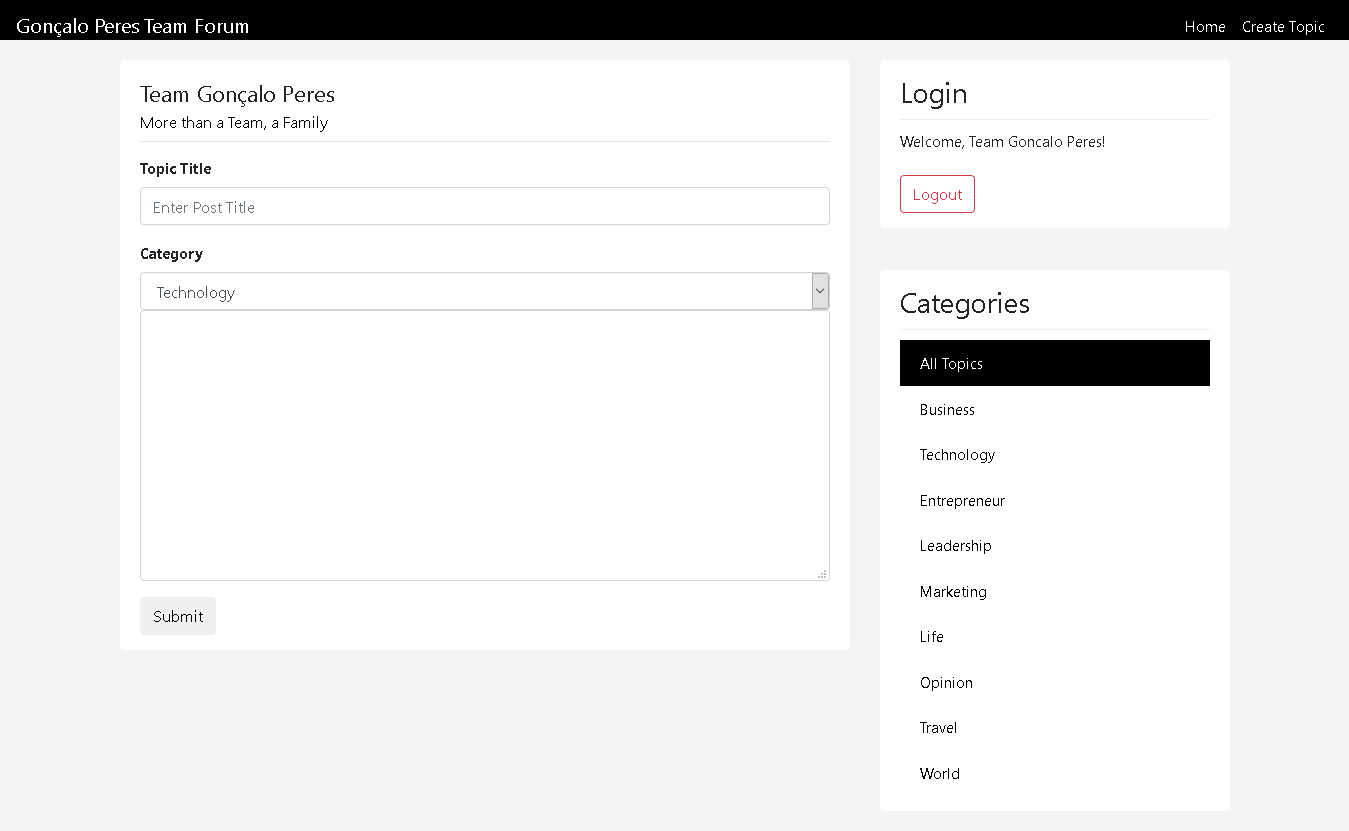 Gonçalo Peres Team Forum
Home
Create Topic
Team Gonçalo Peres
More than a Team, a Family
Topic Title
Enter Post Title
Category
Technology
Submit
Login
Welcome, Team Goncalo Peres!
Logout
Categories
All Topics
Business
Technology
Entrepreneur
Leadership
Marketing
Life
Opinion
Travel
World